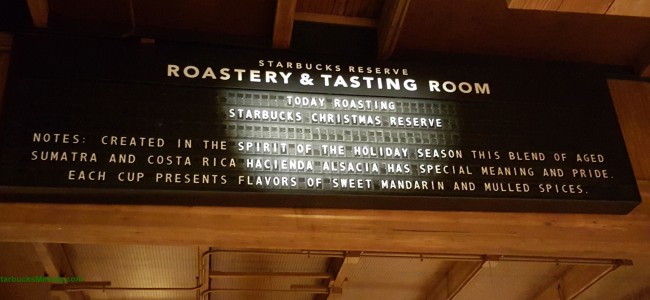 STARBUCKS RESERVE
ROASTERY & TASTING ROOM
TODAY ROASTING
STARBUCKS CHRISTMAS RESERVE
NOTES: CREATED IN THE SPIRIT OF THE HOLIDAY SEASON THIS BLEND OF AGED
SUMATRA AND COSTA RICA HACIENDA ALSACIA HAS SPECIAL MEANING AND PRIDE.
EACH CUP PRESENTS FLAVORS OF SWEET MANDARIN AND MULLED SPICES.